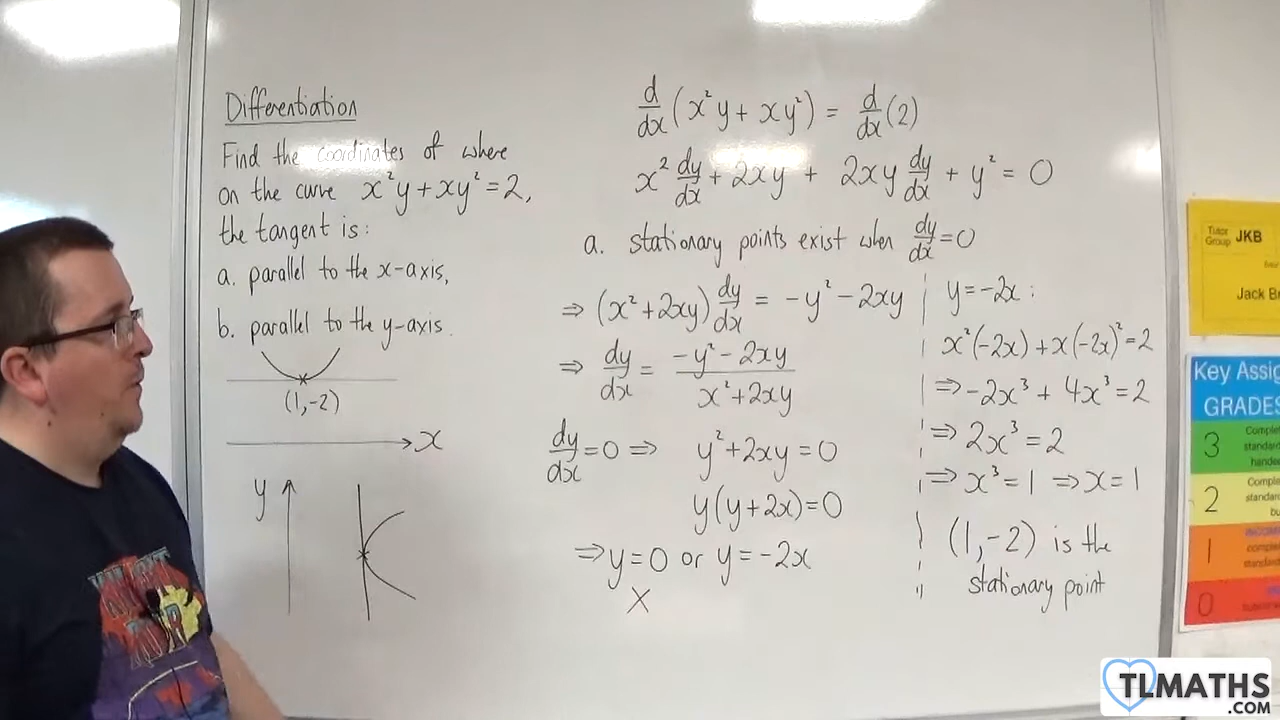 Differentiation
Find the coordinates of where
on the curve x²y + xy² = 2,
the tangent is:
a. parallel to the x-axis,
b. parallel to the y-axis.
(1,-2)
x
y
d/dx (x²y + xy²) = d/dx (2)
x² dy/dx + 2xy + 2xy dy/dx + y² = 0
a. stationary points exist when dy/dx = 0
⇒ (x² + 2xy) dy/dx = -y² - 2xy
⇒ dy/dx = (-y² - 2xy)/(x² + 2xy)
dy/dx = 0 ⇒ y² + 2xy = 0
y(y + 2x) = 0
⇒ y = 0 or y = -2x
X
y = -2x :
x²(-2x) + x(-2x)² = 2
⇒ -2x³ + 4x³ = 2
⇒ 2x³ = 2
⇒ x³ = 1 ⇒ x = 1
(1,-2) is the
stationary point
Tutor
Group JKB
Jack
Key Assig
GRADES
3
2
1
0
TLMATHS
.COM